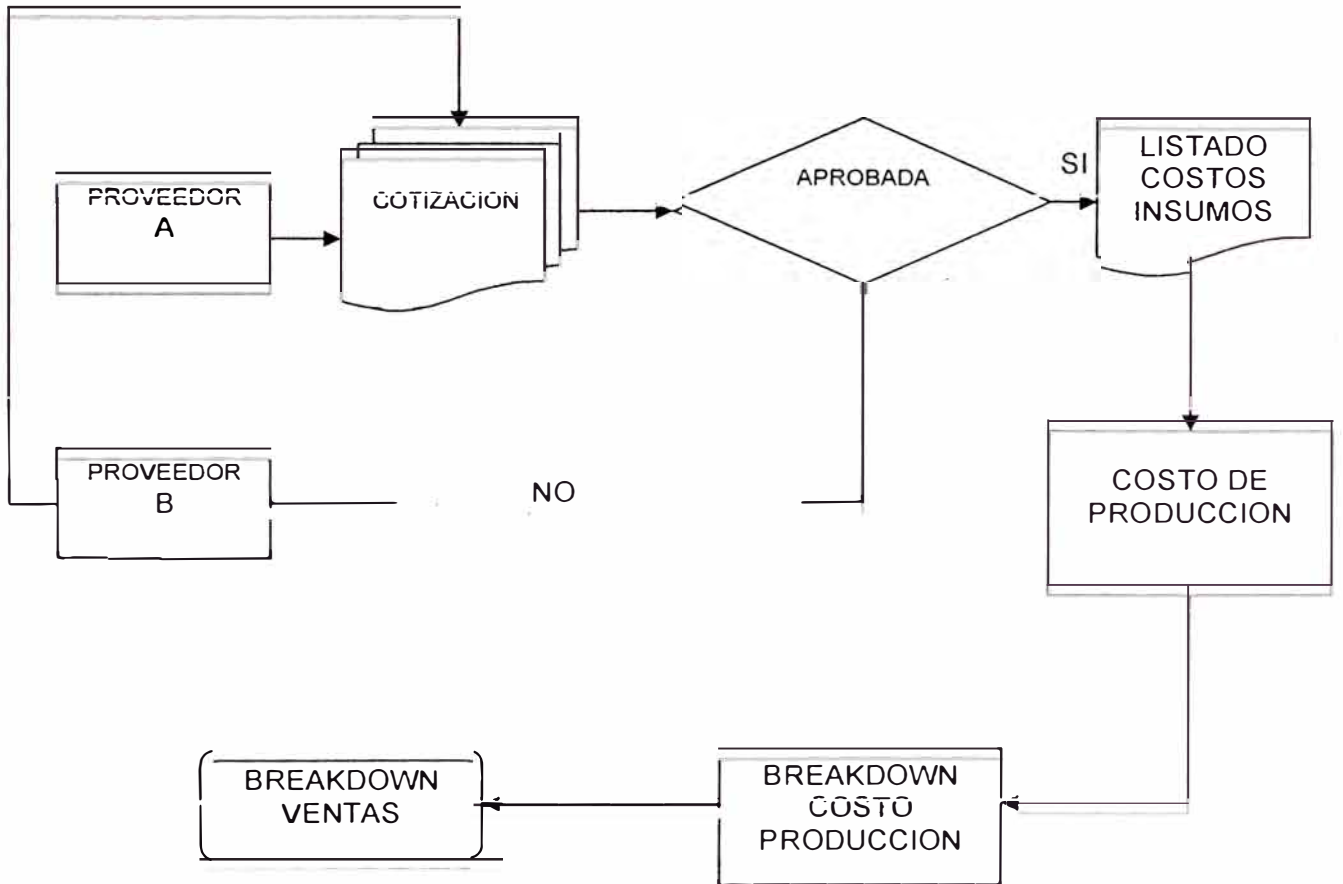 PROVEEDOR
A
COTIZACION
APROBADA
SI
LISTADO
COSTOS
INSUMOS
PROVEEDOR
B
NO
COSTO DE
PRODUCCION
BREAKDOWN
VENTAS
BREAKDOWN
COSTO
PRODUCCION